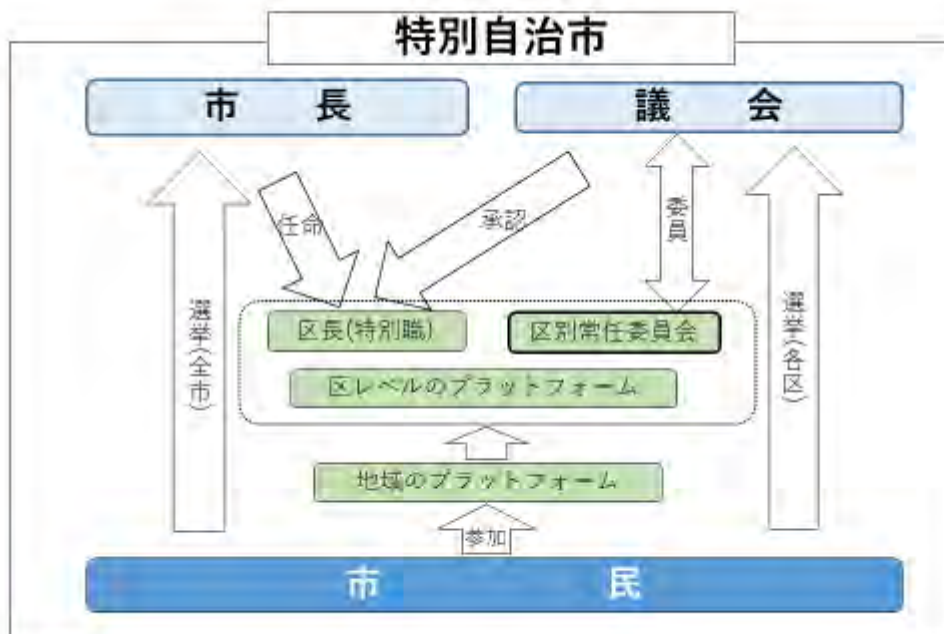 特別自治市
市 長
議 会
任命
承認
委員
選挙(全市)
選挙(各区)
区長(特別職)
区別常任委員会
区レベルのプラットフォーム
地域のプラットフォーム
参加
市 民